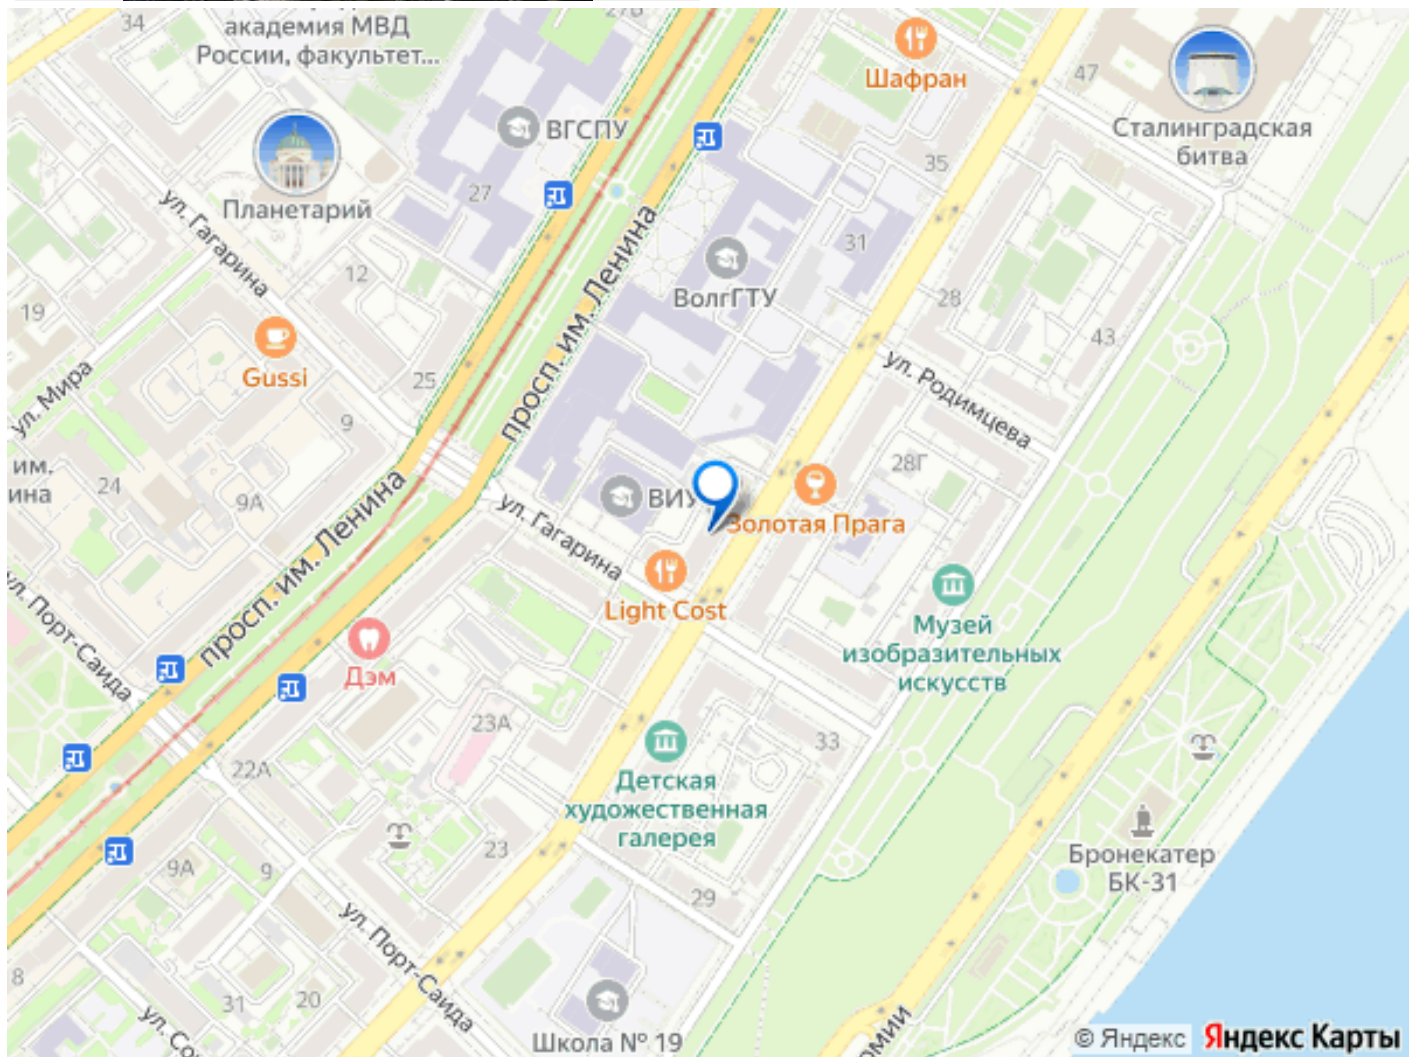 34
академия МВД
России, факультет...
27В
Шафран
47
Сталинградская
битва
ВГСПУ
35
27
Планетарий
ул. Гагарина
просп. им. Ленина
12
31
ВолгГТУ
28
19
43
Gussi
ул. Мира
25
ул. Родимцева
9
им.
ина
24
9А
28Г
ВИУ
Золотая Прага
просп. им. Ленина
ул. Гагарина
Light Cost
ул. Порт-Саида
Музей
изобразительных
искусств
Дэм
23А
33
22А
Детская
художественная
галерея
23
9А
9
Бронекатер
БК-31
29
ул. Порт-Саида
8
31
20
ул. Со
Школа № 19
омии
© Яндекс Яндекс Карты